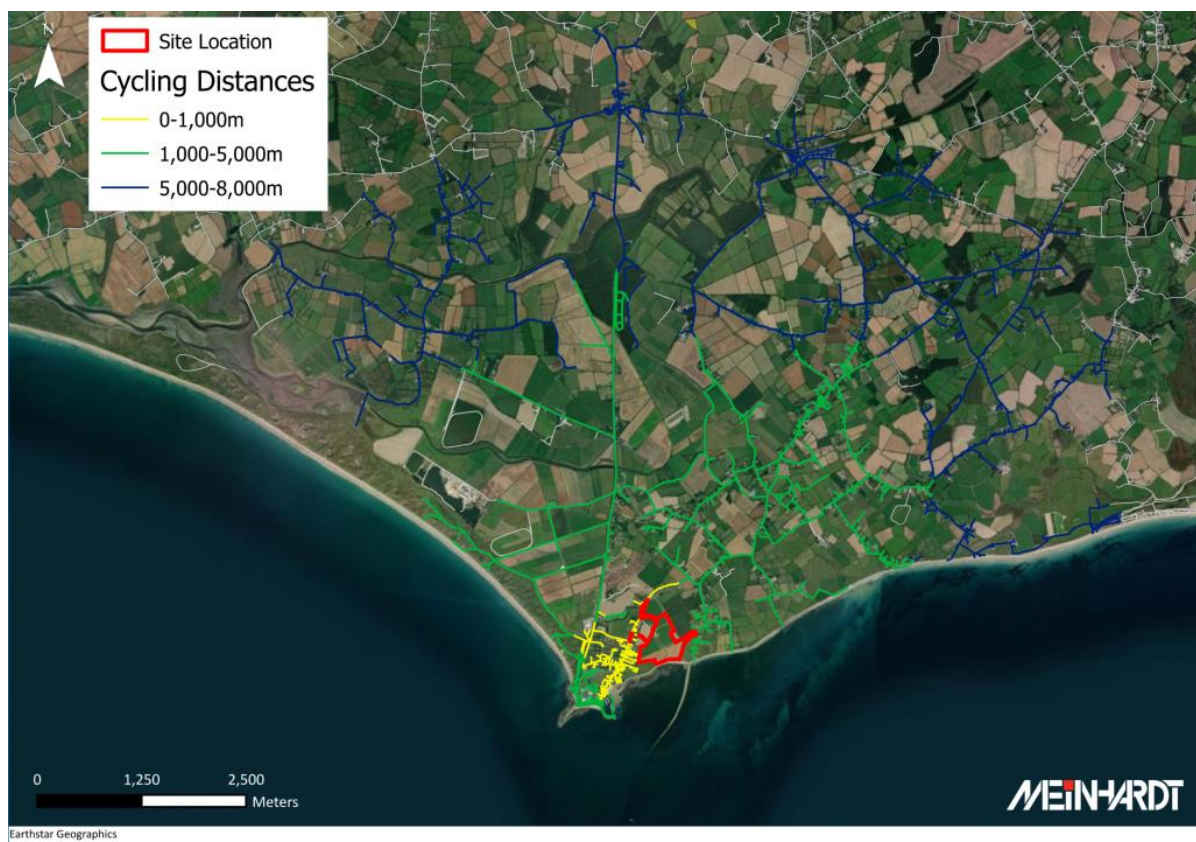 N
Site Location
Cycling Distances
0-1,000m
1,000-5,000m
5,000-8,000m
0 1,250 2,500
Meters
MEINHARDT
Earthstar Geographics